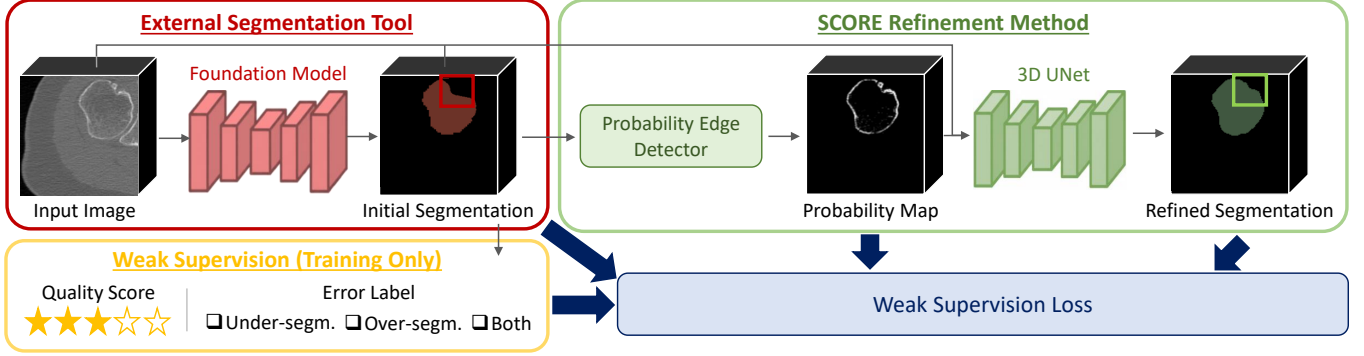 External Segmentation Tool
SCORE Refinement Method
Foundation Model
3D UNet
Probability Edge
Detector
Input Image
Initial Segmentation
Probability Map
Refined Segmentation
Weak Supervision (Training Only)
Quality Score
Error Label
Under-segm.
Over-segm.
Both
Weak Supervision Loss